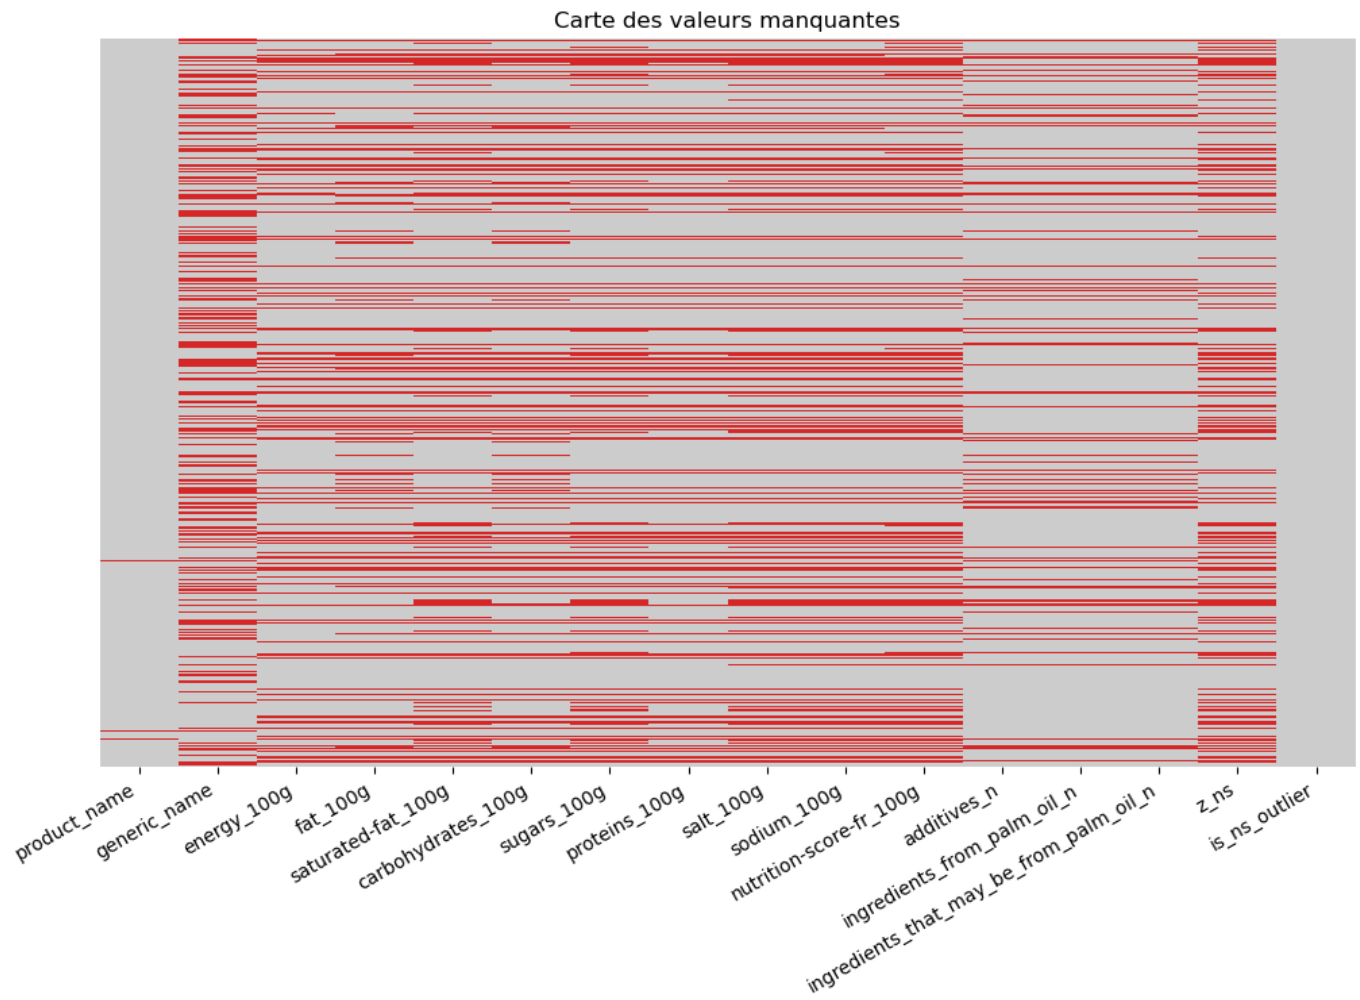 Carte des valeurs manquantes
product_name
generic_name
energy_100g
fat_100g
saturated-fat_100g
carbohydrates_100g
sugars_100g
proteins_100g
salt_100g
sodium_100g
nutrition-score-fr_100g
additives_n
ingredients_from_palm_oil_n
ingredients_that_may_be_from_palm_oil_n
z_ns
is_ns_outlier